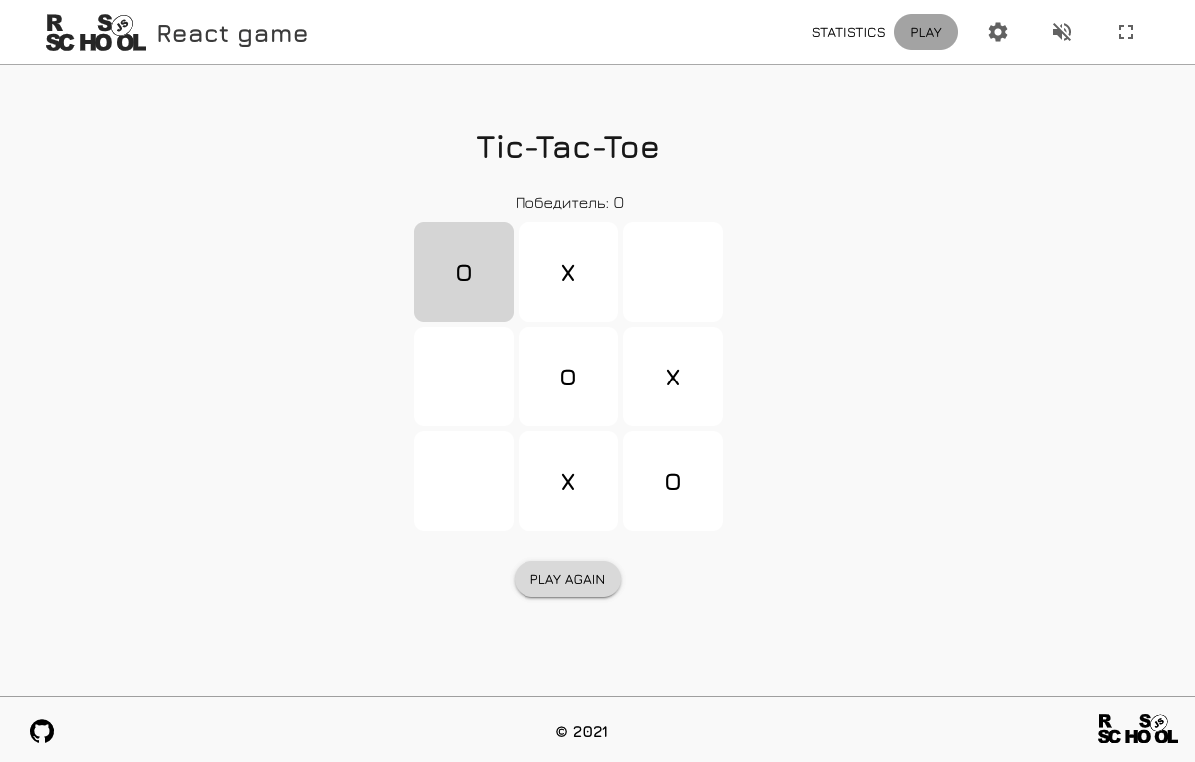 RS SCHOOL JS React game STATISTICS PLAY
Tic-Tac-Toe
Победитель: O
O X
O X
X O
PLAY AGAIN
© 2021 RS SCHOOL JS